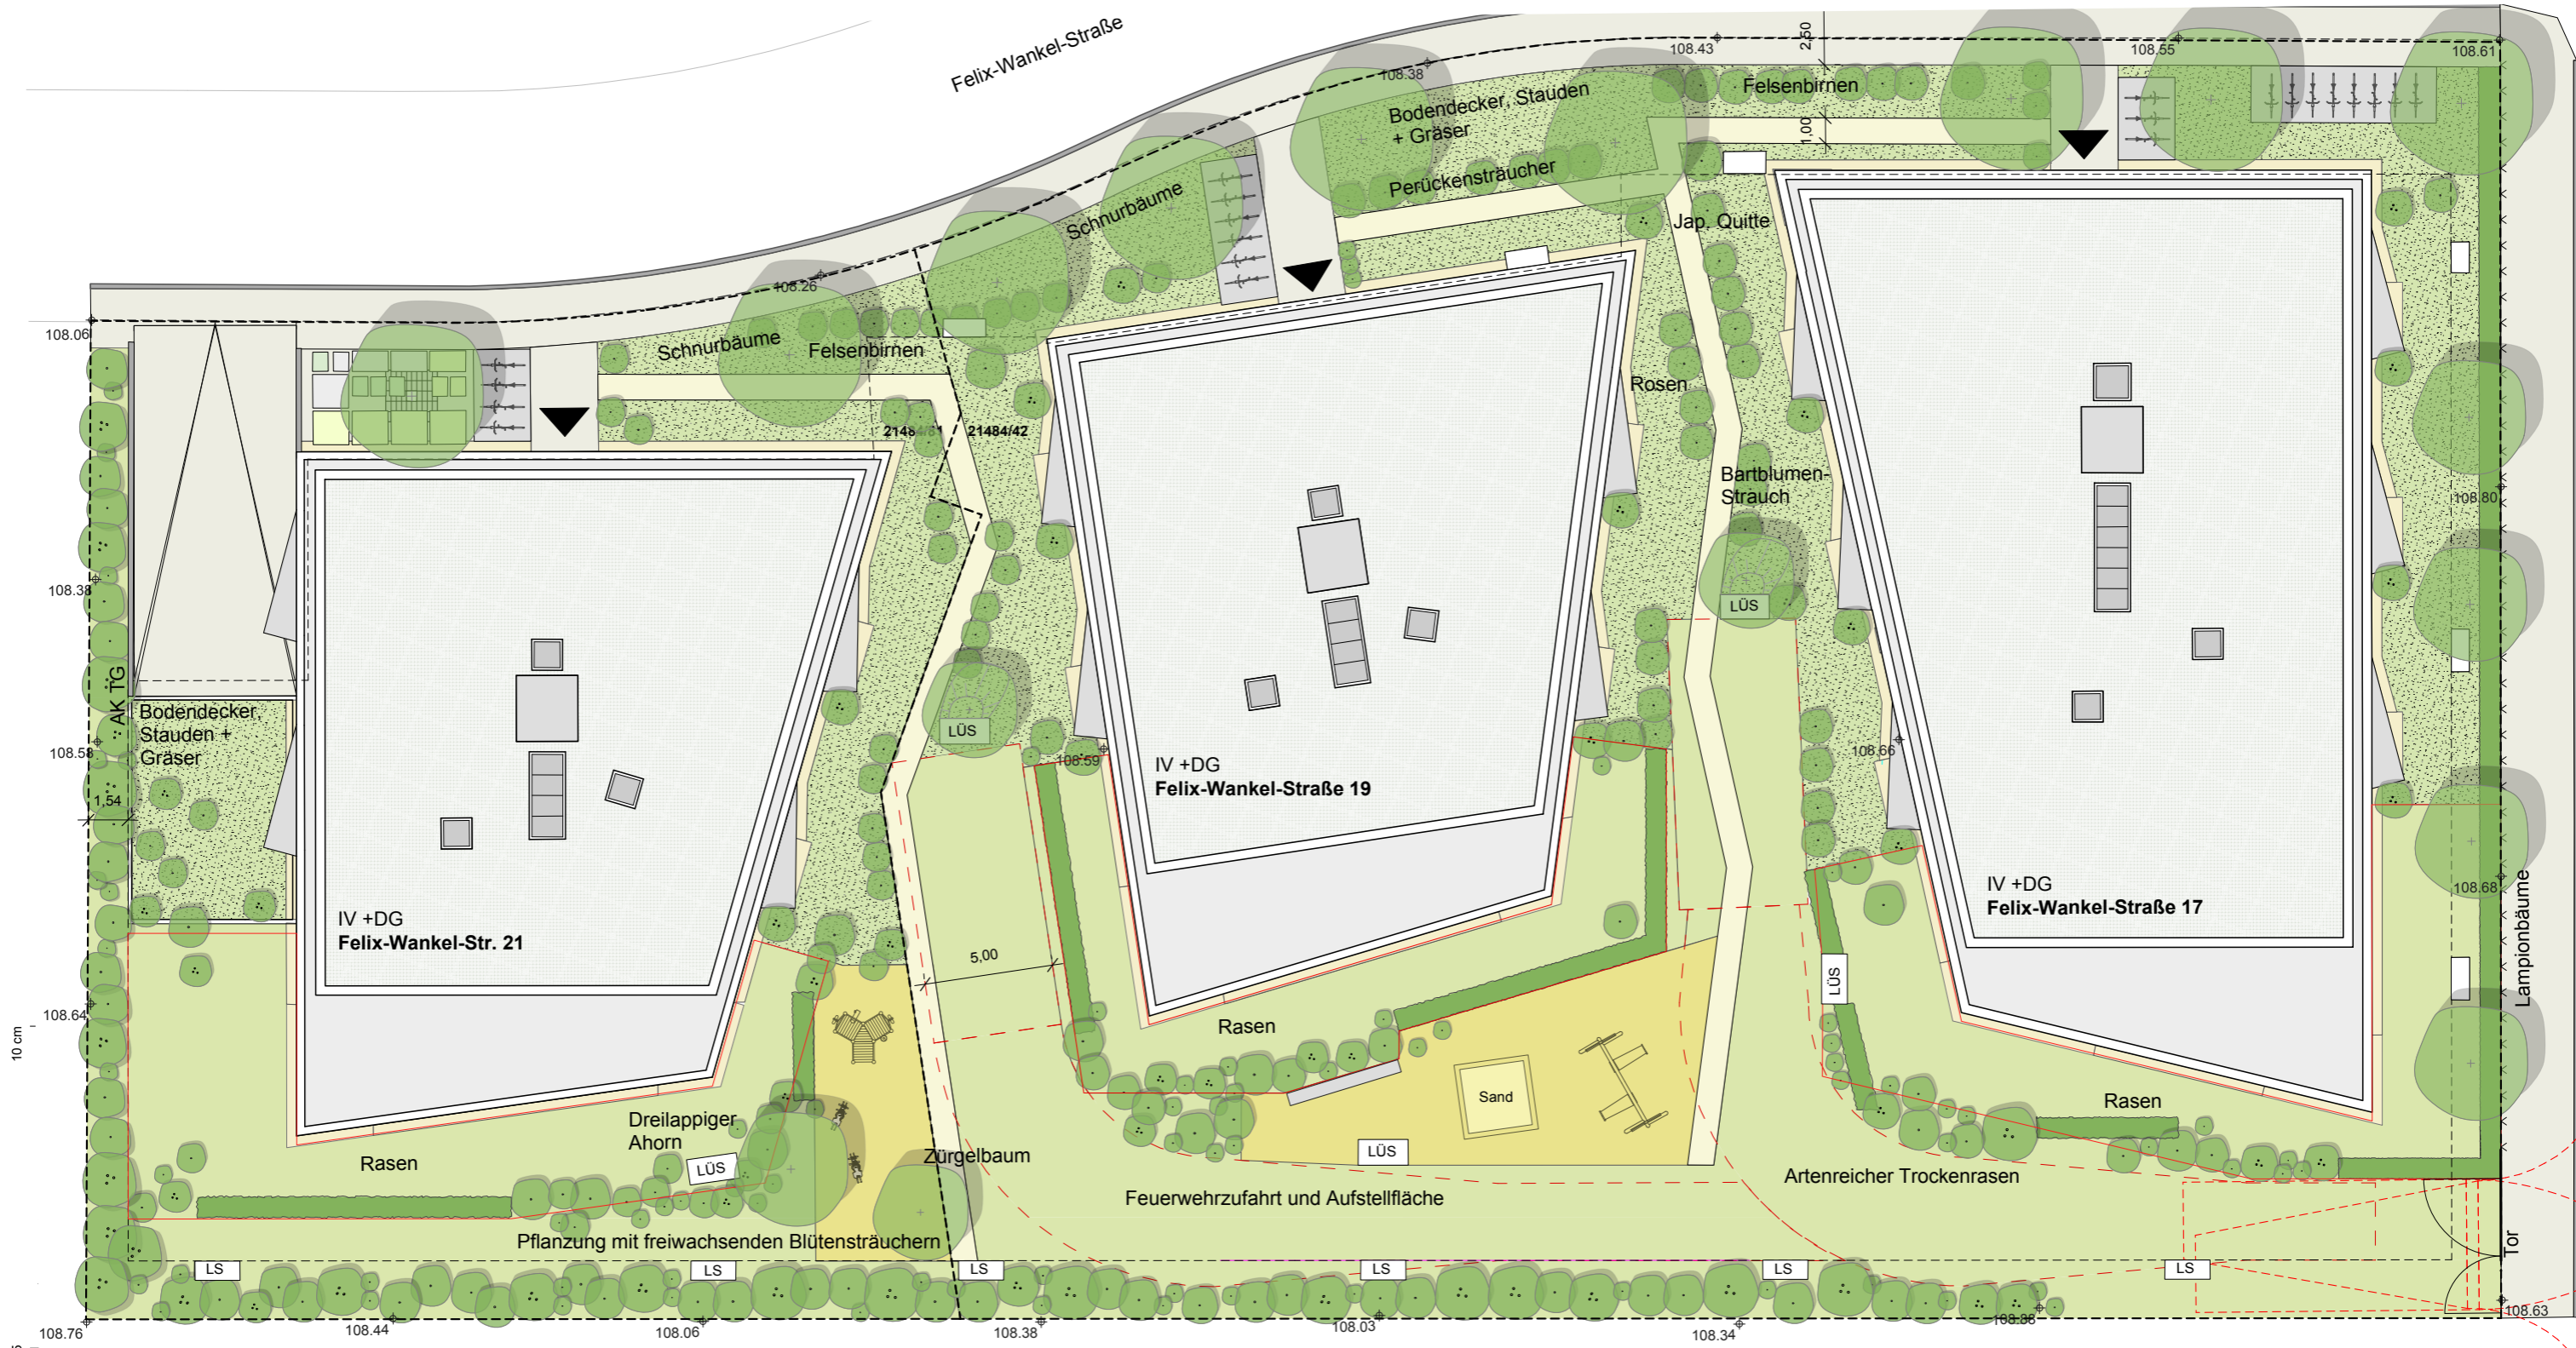 Felix-Wankel-Straße
2,50
108.43
108.55
108.61
108.38
Felsenbirnen
Bodendecker, Stauden
+ Gräser
1,00
Perückensträucher
Schnurbäume
Jap. Quitte
108.26
108.06
Schnurbäume
Felsenbirnen
Rosen
21484/42
Bartblumen-
Strauch
108.80
108.38
LÜS
AK TG
Bodendecker,
Stauden +
Gräser
LÜS
108.58
108.59
108.66
IV +DG
Felix-Wankel-Straße 19
1,54
IV +DG
Felix-Wankel-Straße 17
108.68
Lampionbäume
IV +DG
Felix-Wankel-Str. 21
5,00
LÜS
108.64
10 cm
Rasen
Sand
Rasen
Dreilappiger
Ahorn
Zürgelbaum
LÜS
Rasen
LÜS
Artenreicher Trockenrasen
Feuerwehrzufahrt und Aufstellfläche
Pflanzung mit freiwachsenden Blütensträuchern
Tor
LS
LS
LS
LS
LS
LS
108.76
108.44
108.06
108.38
108.03
108.34
108.63